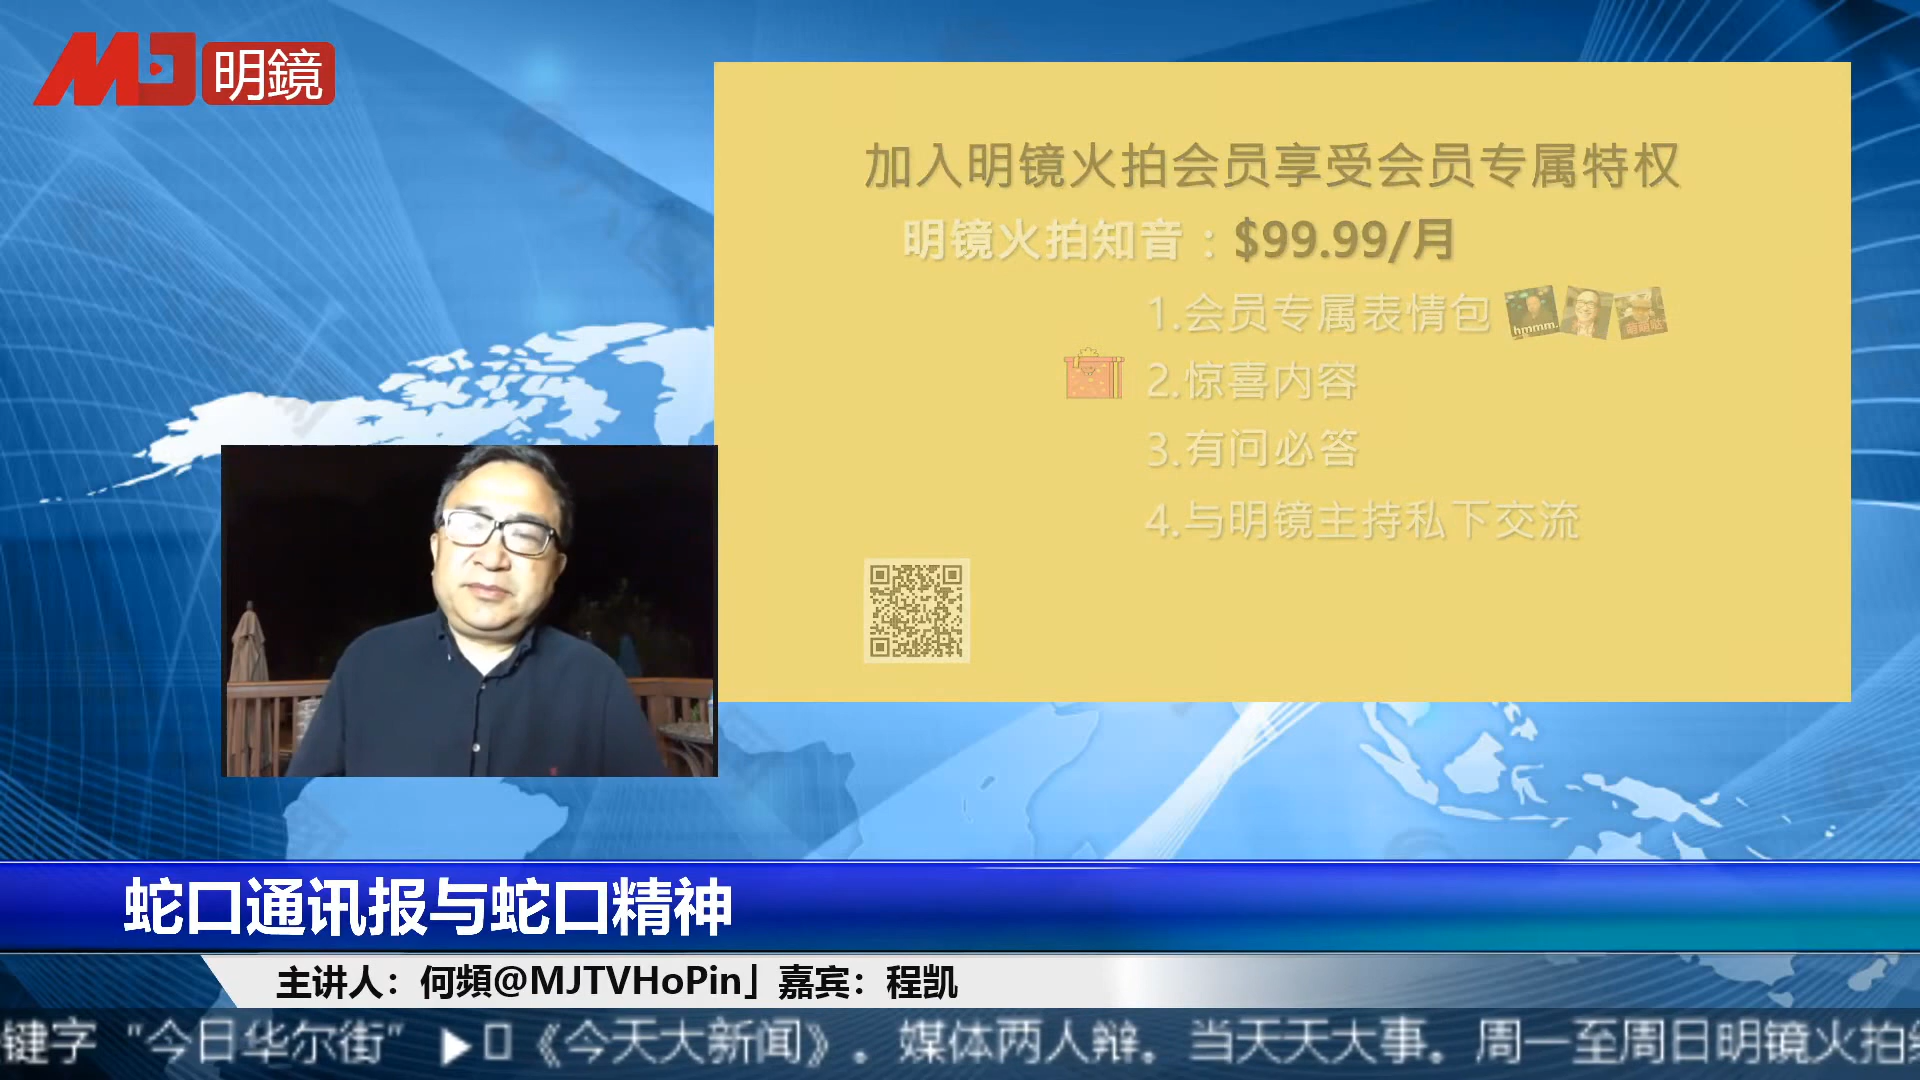 MJ 明鏡
加入明镜火拍会员享受会员专属特权
明镜火拍知音：$99.99/月
1.会员专属表情包
hmmm.
2.惊喜内容
3.有问必答
4.与明镜主持私下交流
蛇口通讯报与蛇口精神
主讲人：何頻@MJTVHoPin」嘉宾：程凯
键字 “今日华尔街” ▶《今天大新闻》。媒体两人辩。当天天大事。周一至周日明镜火拍